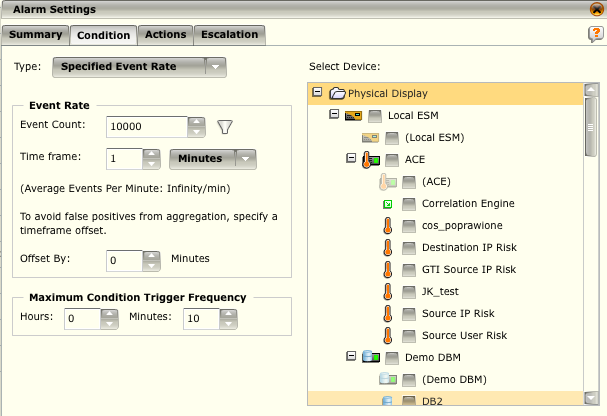 Alarm Settings
Summary
Condition
Actions
Escalation
?
Type:
Specified Event Rate
Event Rate
Event Count:
10000
Time frame:
1
Minutes
(Average Events Per Minute: Infinity/min)
To avoid false positives from aggregation, specify a
timeframe offset.
Offset By:
0
Minutes
Maximum Condition Trigger Frequency
Hours:
0
Minutes:
10
Select Device:
Physical Display
Local ESM
(Local ESM)
ACE
(ACE)
Correlation Engine
cos_poprawione
Destination IP Risk
GTI Source IP Risk
JK_test
Source IP Risk
Source User Risk
Demo DBM
(Demo DBM)
DB2